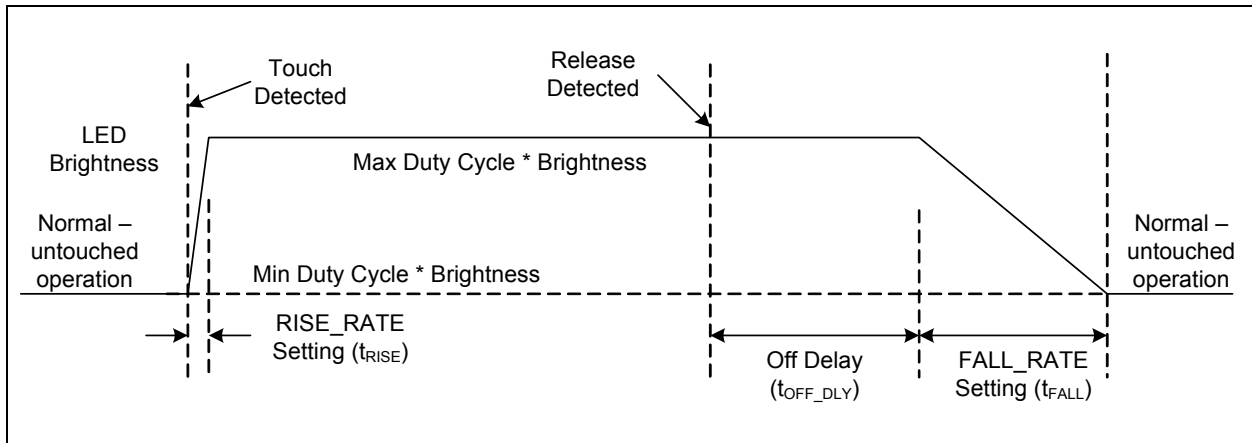 Touch
Detected
Release
Detected
LED
Brightness
Max Duty Cycle * Brightness
Normal –
untouched
operation
Min Duty Cycle * Brightness
Normal –
untouched
operation
RISE_RATE
Setting (tRISE)
Off Delay
(tOFF_DLY)
FALL_RATE
Setting (tFALL)